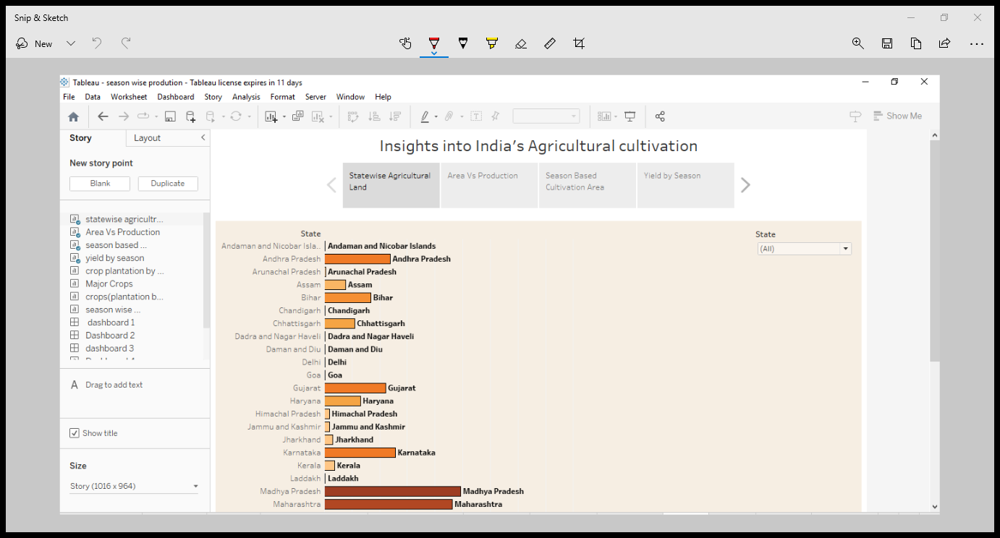 Snip & Sketch
New
Tableau - season wise prodution - Tableau license expires in 11 days
File Data Worksheet Dashboard Story Analysis Format Server Window Help
Show Me
Story Layout
New story point
Blank Duplicate
statewise agricultr...
Area Vs Production
season based ...
yield by season
crop plantation by ...
Major Crops
crops(plantation b...
season wise ...
dashboard 1
Dashboard 2
dashboard 3
A Drag to add text
Show title
Size
Story (1016 x 964)
Insights into India's Agricultural cultivation
Statewise Agricultural
Land
Area Vs Production
Season Based
Cultivation Area
Yield by Season
State
Andaman and Nicobar Isla.. Andaman and Nicobar Islands
Andhra Pradesh Andhra Pradesh
Arunachal Pradesh Arunachal Pradesh
Assam Assam
Bihar Bihar
Chandigarh Chandigarh
Chhattisgarh Chhattisgarh
Dadra and Nagar Haveli Dadra and Nagar Haveli
Daman and Diu Daman and Diu
Delhi Delhi
Goa Goa
Gujarat Gujarat
Haryana Haryana
Himachal Pradesh Himachal Pradesh
Jammu and Kashmir Jammu and Kashmir
Jharkhand Jharkhand
Karnataka Karnataka
Kerala Kerala
Laddakh Laddakh
Madhya Pradesh Madhya Pradesh
Maharashtra Maharashtra
State
(All)